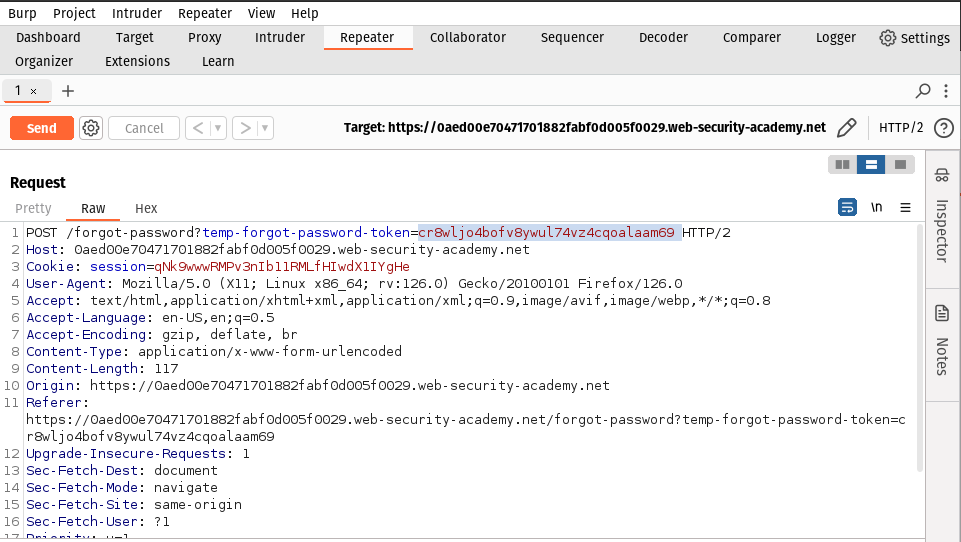 Burp Project Intruder Repeater View Help
Dashboard Target Proxy Intruder Repeater Collaborator Sequencer Decoder Comparer Logger Settings
Organizer Extensions Learn
1 × +
Send Cancel < > Target: https://0aed00e70471701882fabf0d005f0029.web-security-academy.net HTTP/2 ?
Request
Pretty Raw Hex \n
1 POST /forgot-password?temp-forgot-password-token=cr8wljo4bofv8ywul74vz4cqoalaam69 HTTP/2
2 Host: 0aed00e70471701882fabf0d005f0029.web-security-academy.net
3 Cookie: session=qNk9wwwRMPv3nIb11RMLfHIwdX1IYgHe
4 User-Agent: Mozilla/5.0 (X11; Linux x86_64; rv:126.0) Gecko/20100101 Firefox/126.0
5 Accept: text/html,application/xhtml+xml,application/xml;q=0.9,image/avif,image/webp,*/*;q=0.8
6 Accept-Language: en-US,en;q=0.5
7 Accept-Encoding: gzip, deflate, br
8 Content-Type: application/x-www-form-urlencoded
9 Content-Length: 117
10 Origin: https://0aed00e70471701882fabf0d005f0029.web-security-academy.net
11 Referer:
https://0aed00e70471701882fabf0d005f0029.web-security-academy.net/forgot-password?temp-forgot-password-token=c
r8wljo4bofv8ywul74vz4cqoalaam69
12 Upgrade-Insecure-Requests: 1
13 Sec-Fetch-Dest: document
14 Sec-Fetch-Mode: navigate
15 Sec-Fetch-Site: same-origin
16 Sec-Fetch-User: ?1
17 Priority: u=1
Inspector
Notes